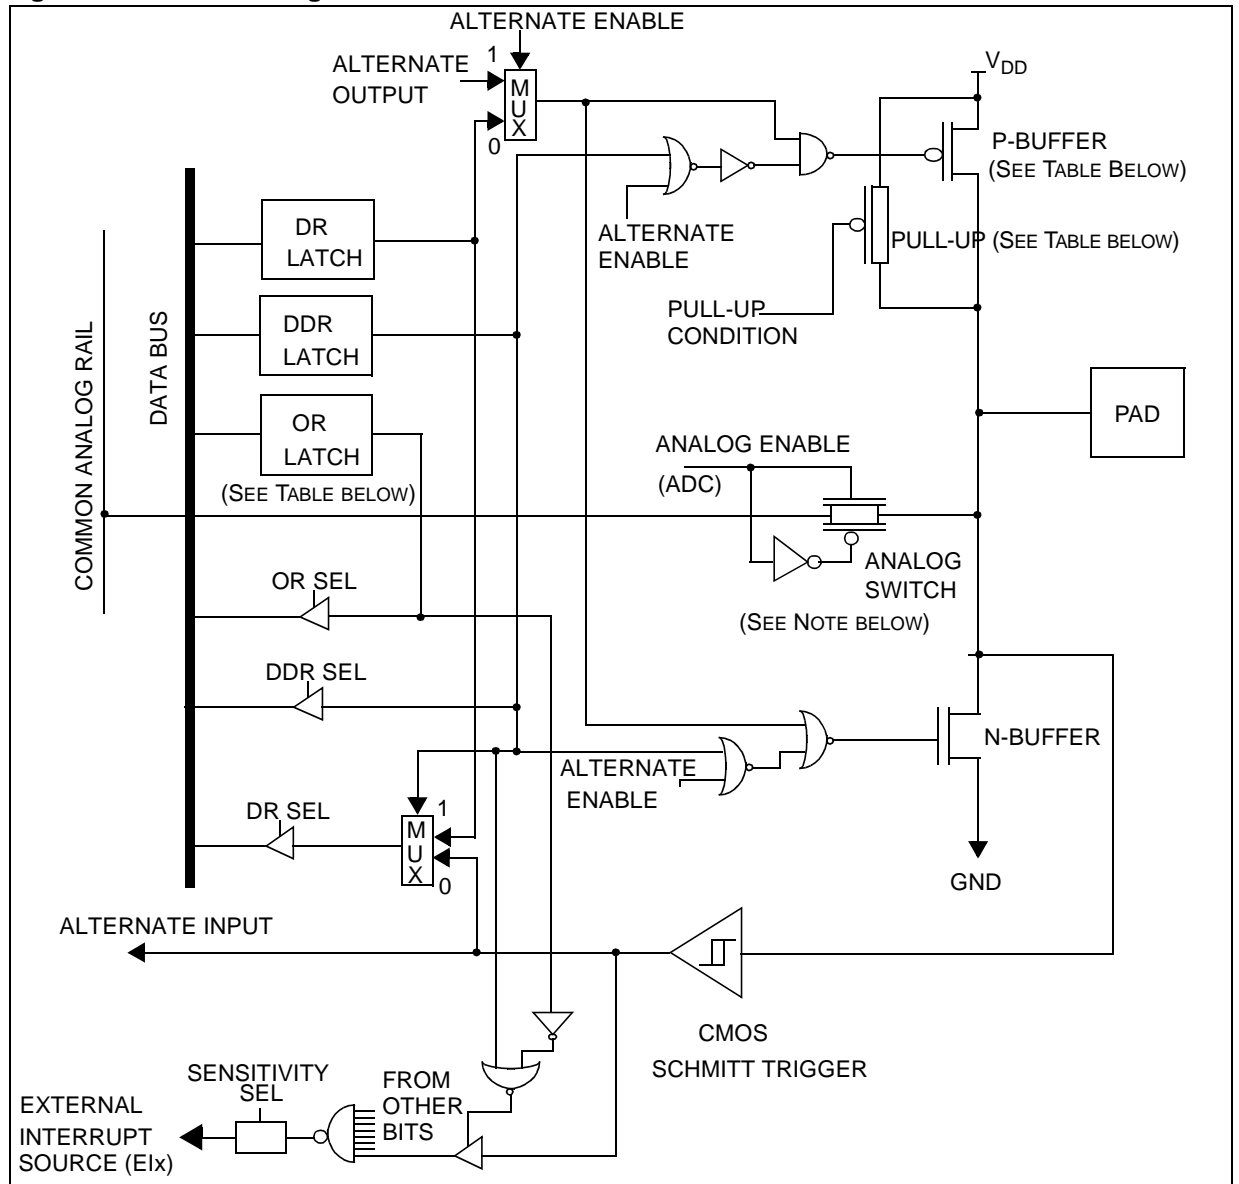 ALTERNATE ENABLE
1
ALTERNATE
OUTPUT
MUX
0
VDD
P-BUFFER
(SEE TABLE BELOW)
DR
LATCH
ALTERNATE
ENABLE
PULL-UP (SEE TABLE BELOW)
DDR
LATCH
PULL-UP
CONDITION
COMMON ANALOG RAIL
DATA BUS
OR
LATCH
(SEE TABLE BELOW)
PAD
ANALOG ENABLE
(ADC)
ANALOG
SWITCH
(SEE NOTE BELOW)
OR SEL
DDR SEL
N-BUFFER
ALTERNATE
ENABLE
DR SEL
1
MUX
0
GND
ALTERNATE INPUT
CMOS
SCHMITT TRIGGER
SENSITIVITY
SEL
FROM
OTHER
BITS
EXTERNAL
INTERRUPT
SOURCE (EIx)